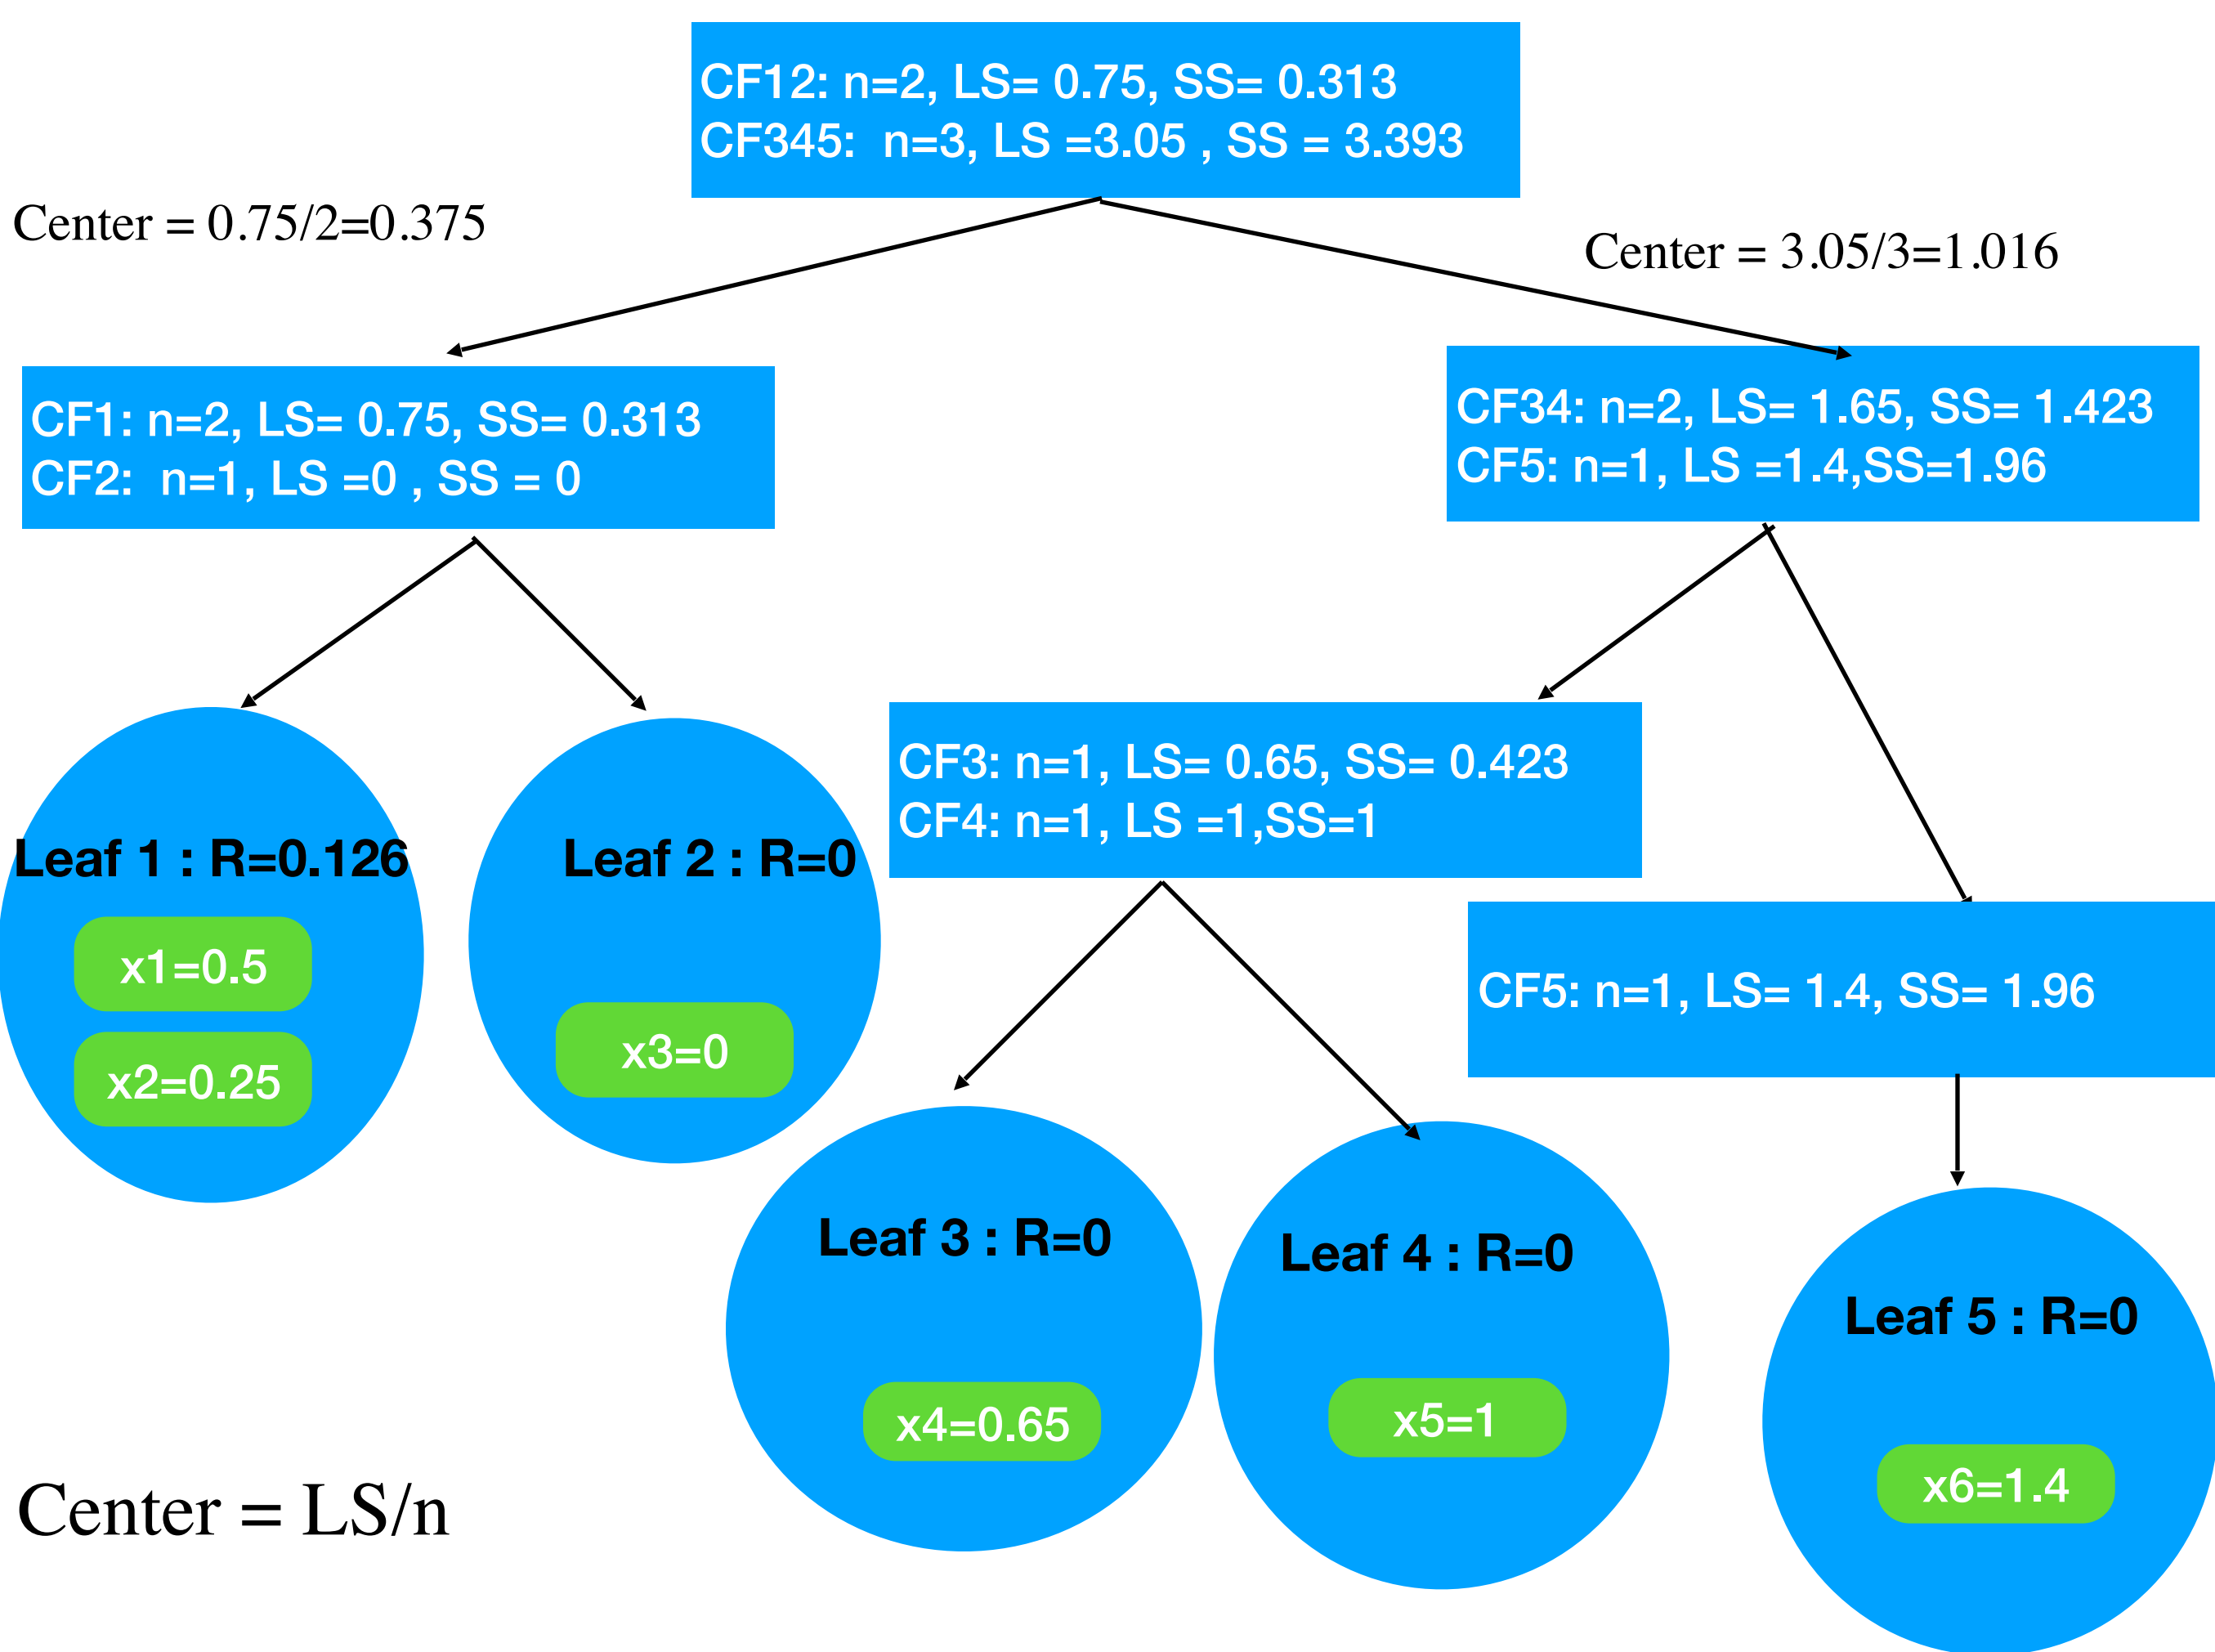 CF12: n=2, LS= 0.75, SS= 0.313
CF345:  n=3, LS =3.05 , SS = 3.393
Center = 0.75/2=0.375
Center = 3.05/3=1.016
CF1: n=2, LS= 0.75, SS= 0.313
CF2:  n=1, LS =0 , SS = 0
CF34: n=2, LS= 1.65, SS= 1.423
CF5: n=1, LS =1.4,SS=1.96
CF3: n=1, LS= 0.65, SS= 0.423
CF4: n=1, LS =1,SS=1
Leaf 1 : R=0.126
x1=0.5
x2=0.25
Leaf 2 : R=0
x3=0
CF5: n=1, LS= 1.4, SS= 1.96
Leaf 3 : R=0
x4=0.65
Leaf 4 : R=0
x5=1
Leaf 5 : R=0
x6=1.4
Center = LS/n